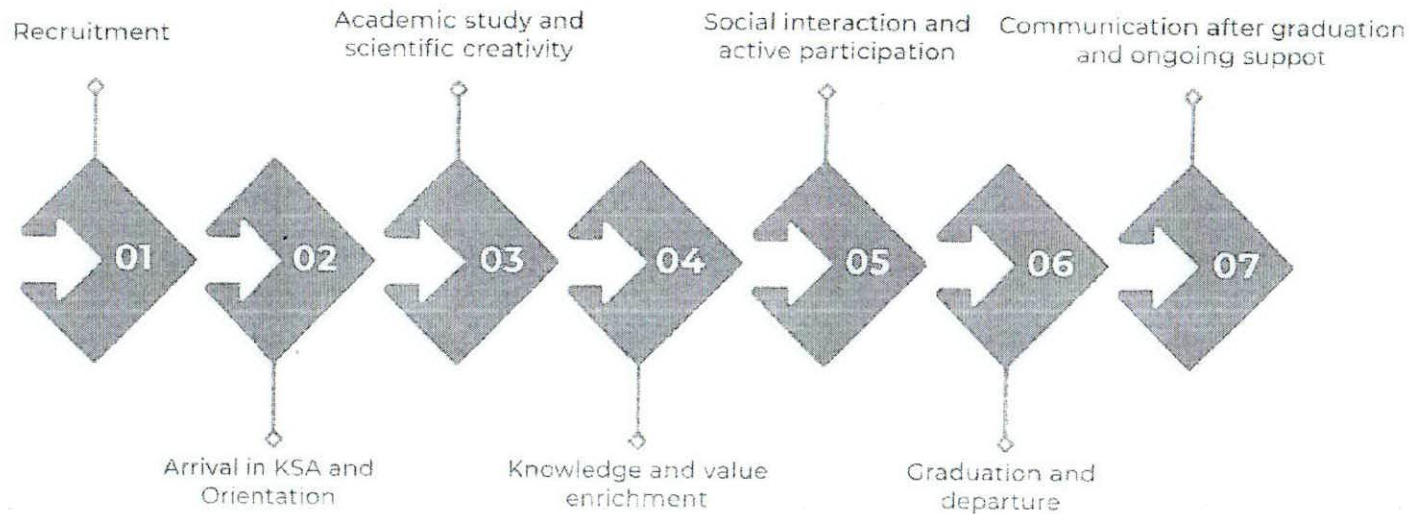 Recruitment
Academic study and
scientific creativity
Social interaction and
active participation
Communication after graduation
and ongoing suppot
01
02
03
04
05
06
07
Arrival in KSA and
Orientation
Knowledge and value
enrichment
Graduation and
departure